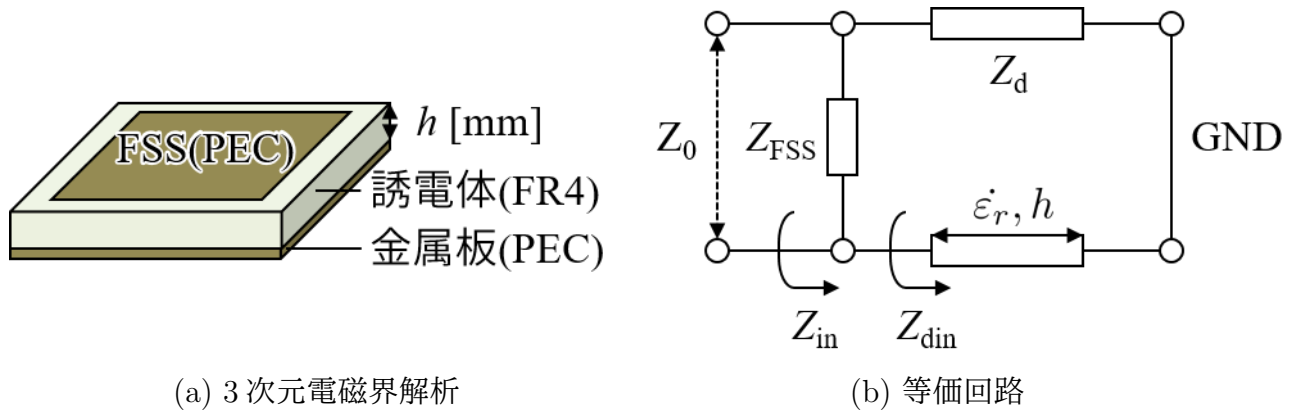 FSS(PEC)
h [mm]
誘電体(FR4)
金属板(PEC)
(a) 3次元電磁界解析
Z_d
Z_0
Z_FSS
GND
ε̇_r, h
Z_in
Z_din
(b) 等価回路